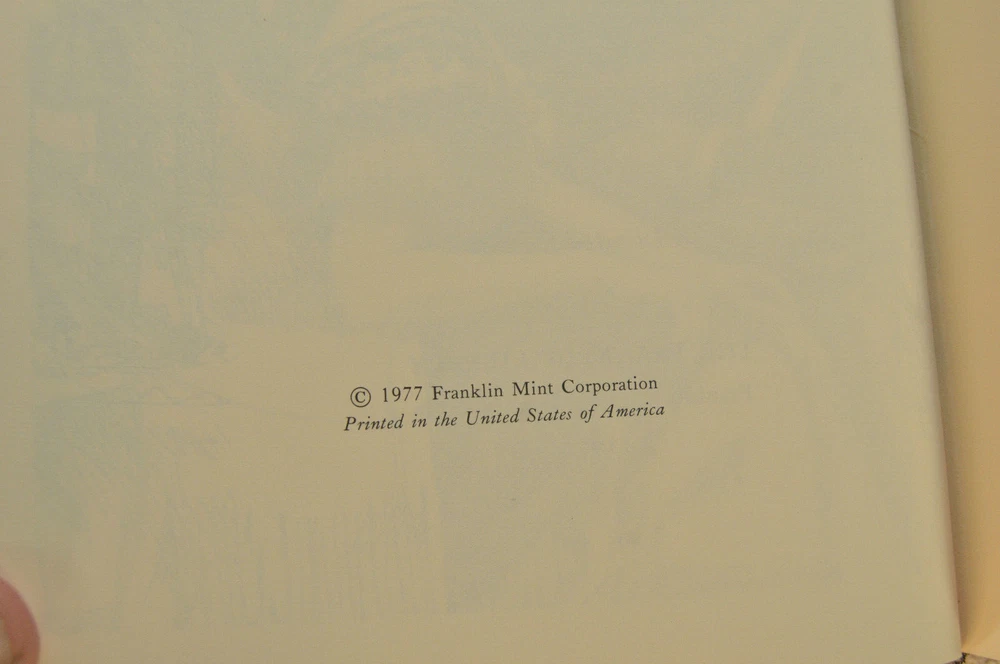 © 1977 Franklin Mint Corporation
Printed in the United States of America